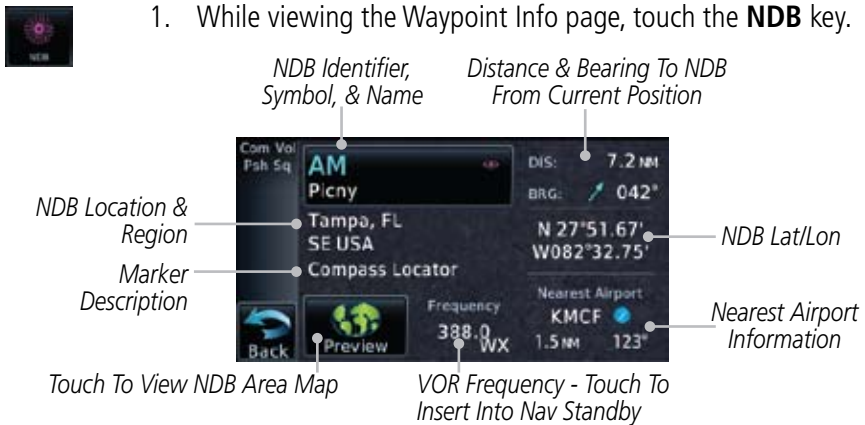 NDB
1. While viewing the Waypoint Info page, touch the NDB key.
NDB Identifier,
Symbol, & Name
Distance & Bearing To NDB
From Current Position
Com Vol
Psh Sq
AM
Picny
DIS: 7.2 NM
BRG: 042°
NDB Location &
Region
Tampa, FL
SE USA
N 27°51.67'
W082°32.75'
NDB Lat/Lon
Marker
Description
Compass Locator
Back
Preview
Frequency
388.0
WX
Nearest Airport
KMCF
1.5 NM 123°
Nearest Airport
Information
Touch To View NDB Area Map
VOR Frequency - Touch To
Insert Into Nav Standby